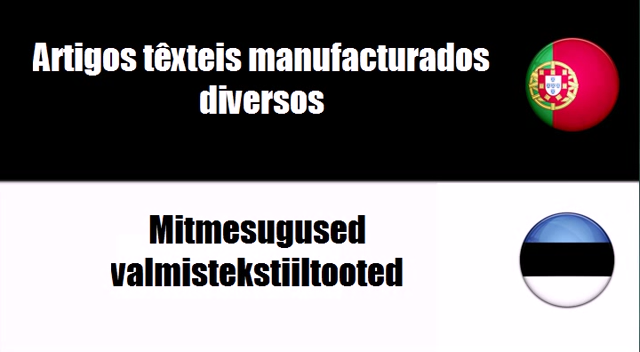 Artigos têxteis manufacturados
diversos
Mitmesugused
valmistekstiiltooted